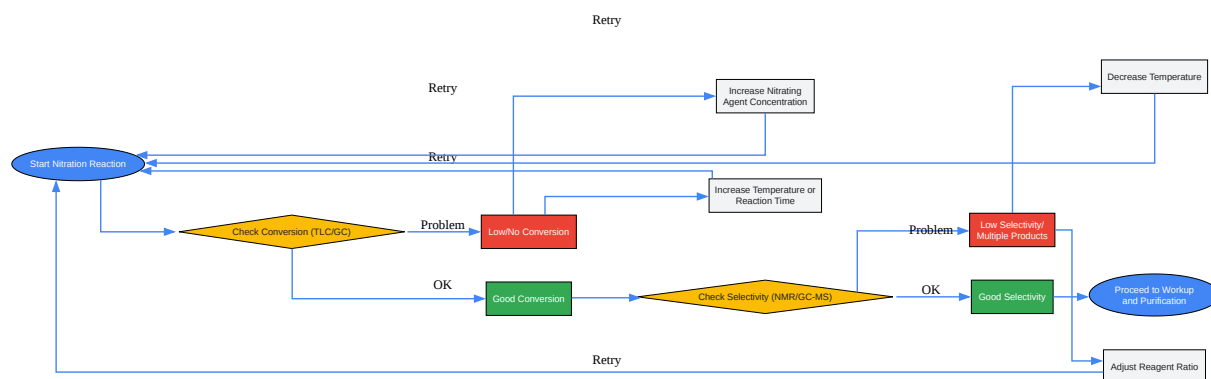 Retry
Decrease Temperature
Retry
Increase Nitrating
Agent Concentration
Retry
Start Nitration Reaction
Increase Temperature or
Reaction Time
Check Conversion (TLC/GC)
Problem
Low/No Conversion
Problem
Low Selectivity/
Multiple Products
OK
Good Conversion
Check Selectivity (NMR/GC-MS)
OK
Good Selectivity
Proceed to Workup
and Purification
Retry
Adjust Reagent Ratio